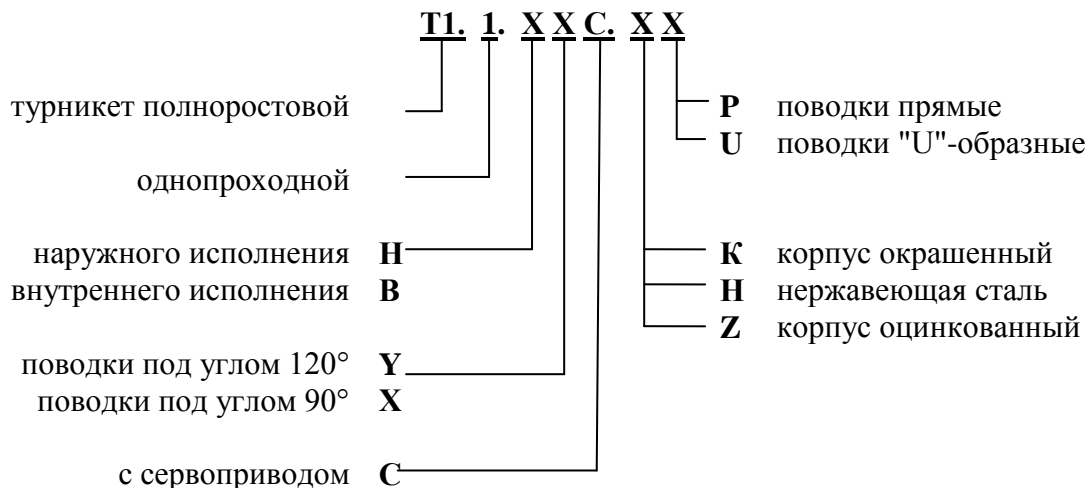 Т1. 1. Х Х С. Х Х
турникет полноростовой
Р поводки прямые
U поводки "U"-образные
однопроходной
наружного исполнения Н
К корпус окрашенный
внутреннего исполнения В
Н нержавеющая сталь
Z корпус оцинкованный
поводки под углом 120° Y
поводки под углом 90° X
с сервоприводом С